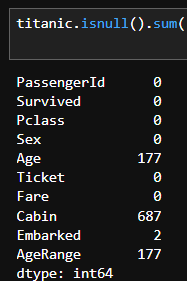 titanic.isnull().sum(
PassengerId 0
Survived 0
Pclass 0
Sex 0
Age 177
Ticket 0
Fare 0
Cabin 687
Embarked 2
AgeRange 177
dtype: int64